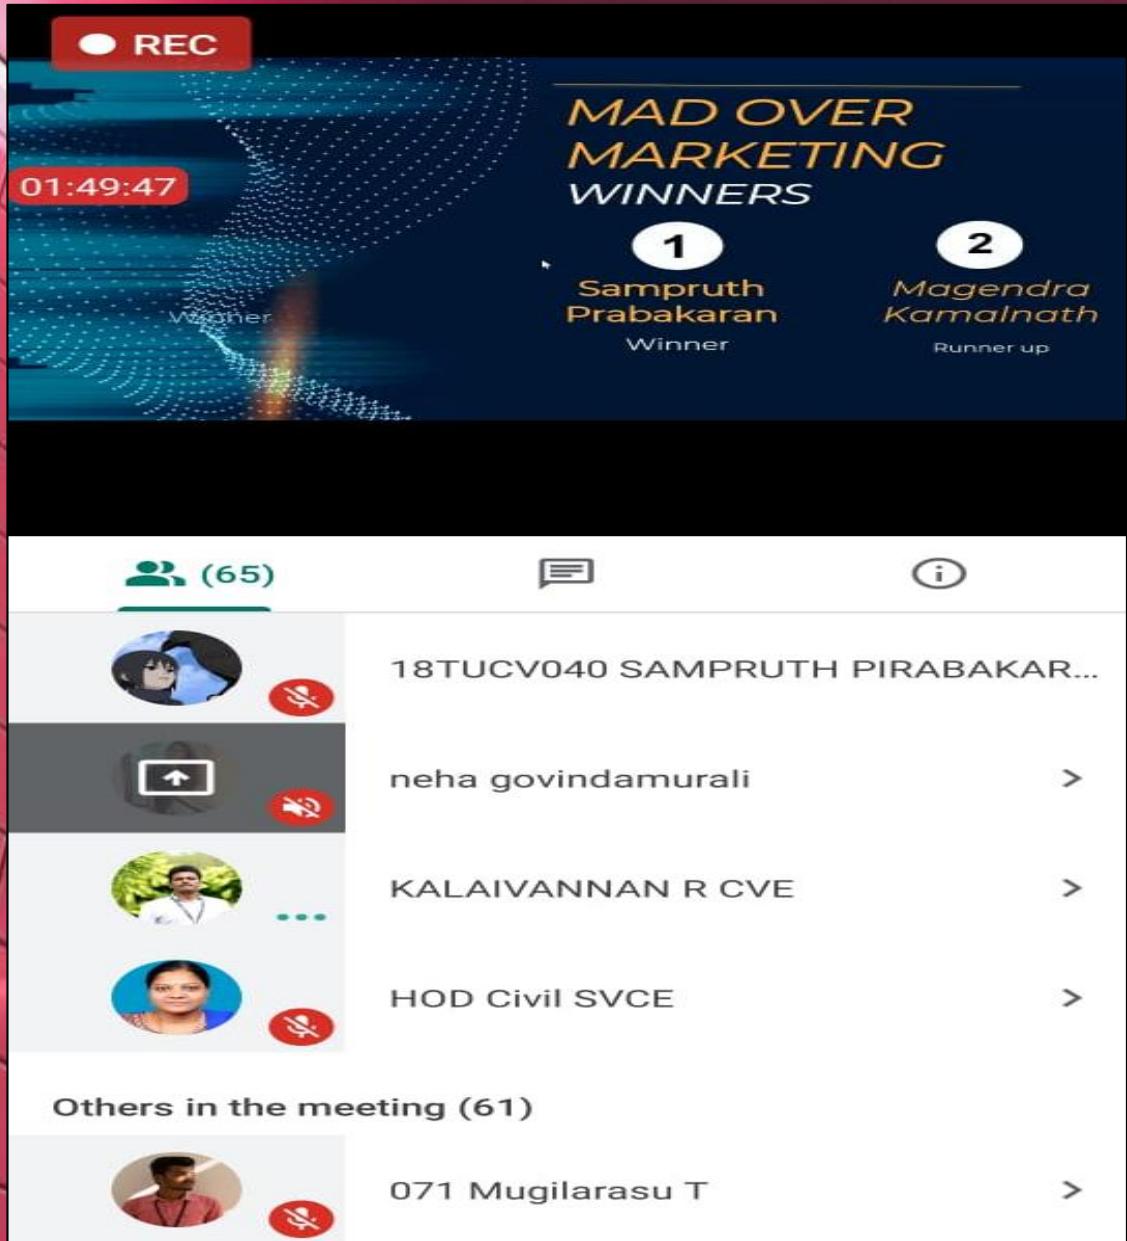 REC
MAD OVER
MARKETING
01:49:47
WINNERS
1
2
Sampruth
Prabakaran
Winner
Magendra
Kamalnath
Runner up
Winner
(65)
18TUCV040 SAMPRUTH PIRABAKAR...
neha govindamurali
KALAIVANNAN R CVE
HOD Civil SVCE
Others in the meeting (61)
071 Mugilarasu T